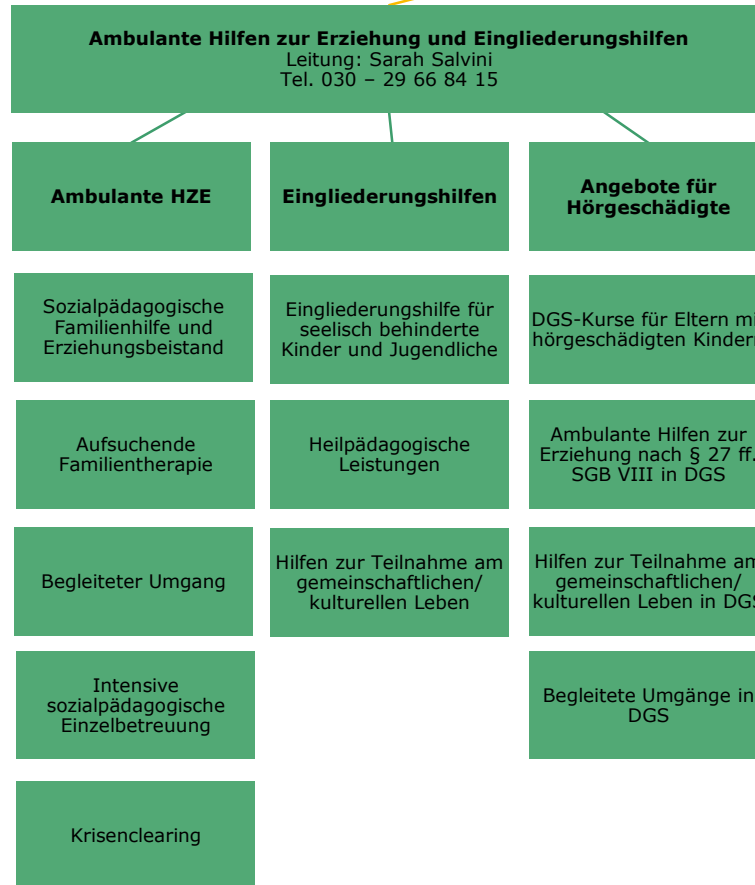 Ambulante Hilfen zur Erziehung und Eingliederungshilfen
Leitung: Sarah Salvini
Tel. 030 – 29 66 84 15
Ambulante HZE
Sozialpädagogische
Familienhilfe und
Erziehungsbeistand
Aufsuchende
Familientherapie
Begleiteter Umgang
Intensive
sozialpädagogische
Einzelbetreuung
Krisenclearing
Eingliederungshilfen
Eingliederungshilfe für
seelisch behinderte
Kinder und Jugendliche
Heilpädagogische
Leistungen
Hilfen zur Teilnahme am
gemeinschaftlichen/
kulturellen Leben
Angebote für
Hörgeschädigte
DGS-Kurse für Eltern mi
hörgeschädigten Kindern
Ambulante Hilfen zur
Erziehung nach § 27 ff.
SGB VIII in DGS
Hilfen zur Teilnahme am
gemeinschaftlichen/
kulturellen Leben in DGS
Begleitete Umgänge in
DGS